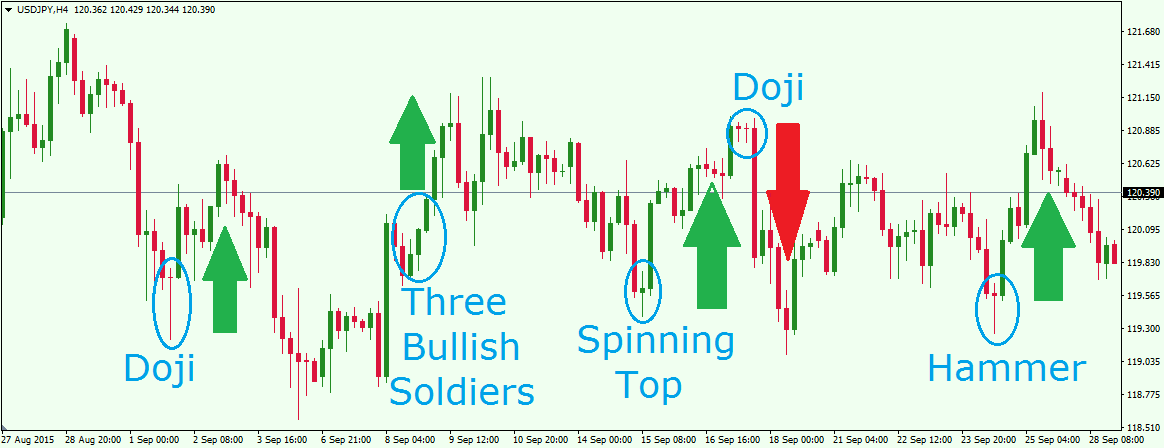 USDJPY,H4 120.362 120.429 120.344 120.390
121.680
121.415
121.150
120.885
120.625
120.390
120.095
119.830
119.565
119.300
119.035
118.775
118.510
Doji
Doji
Three
Bullish
Soldiers
Spinning
Top
Hammer
27 Aug 2015 28 Aug 20:00 1 Sep 00:00 2 Sep 08:00 3 Sep 16:00 6 Sep 21:00 8 Sep 04:00 9 Sep 12:00 10 Sep 20:00 14 Sep 00:00 15 Sep 08:00 16 Sep 16:00 18 Sep 00:00 21 Sep 04:00 22 Sep 12:00 23 Sep 20:00 25 Sep 04:00 28 Sep 08:00